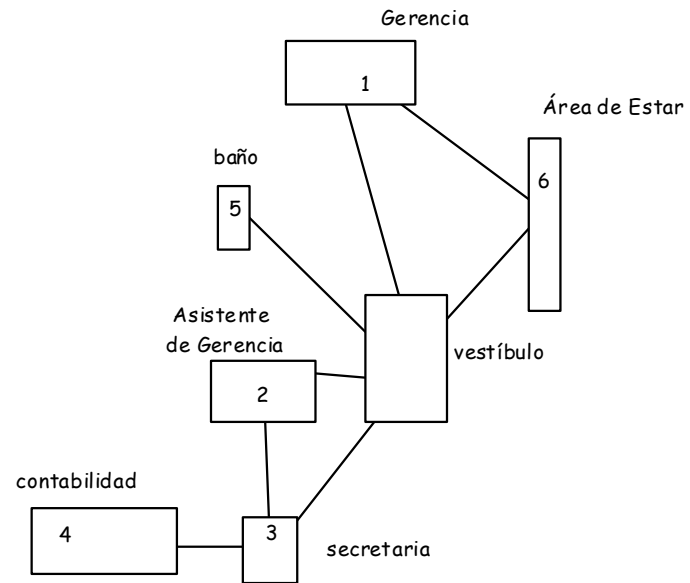 Gerencia
1
Área de Estar
6
baño
5
Asistente
de Gerencia
2
vestíbulo
contabilidad
4
3
secretaria